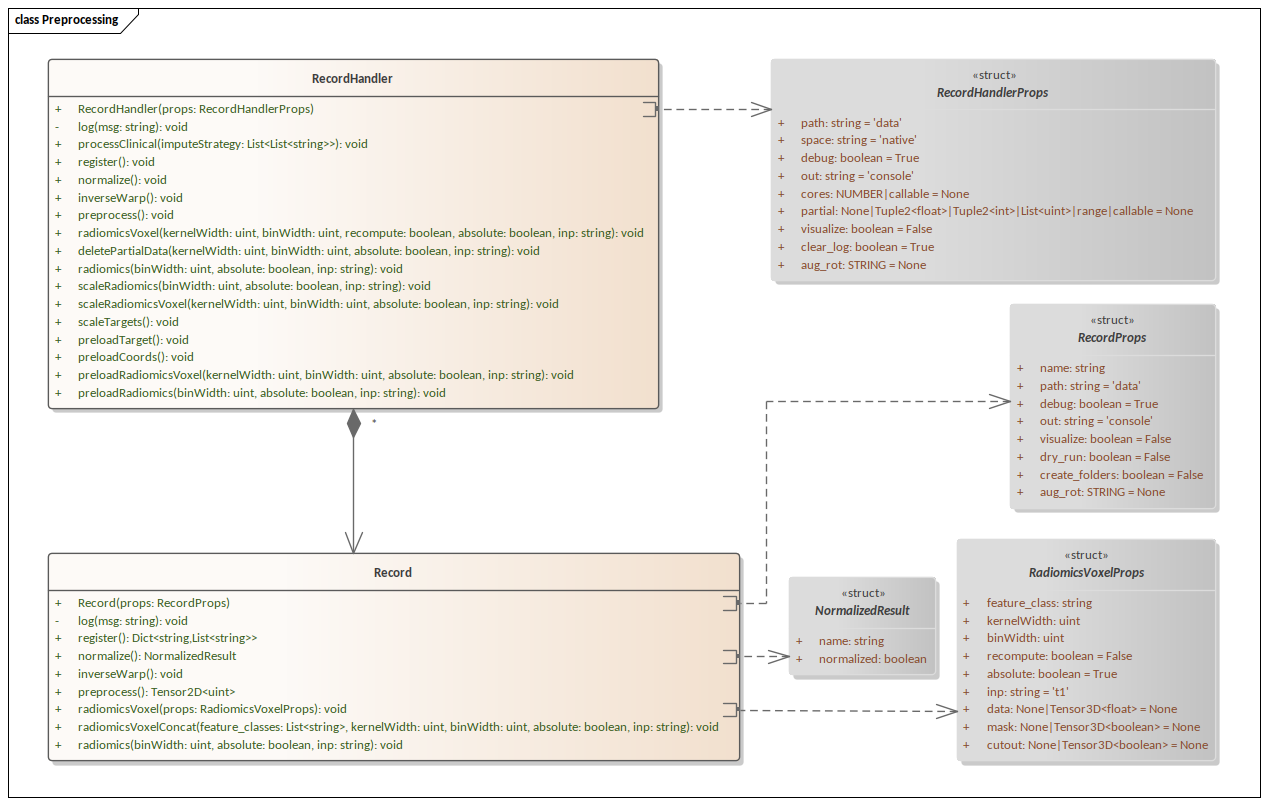 class Preprocessing
RecordHandler
+ RecordHandler(props: RecordHandlerProps)
- log(msg: string): void
+ processClinical(imputeStrategy: List<List<string>>): void
+ register(): void
+ normalize(): void
+ inverseWarp(): void
+ preprocess(): void
+ radiomicsVoxel(kernelWidth: uint, binWidth: uint, recompute: boolean, absolute: boolean, inp: string): void
+ deletePartialData(kernelWidth: uint, binWidth: uint, absolute: boolean, inp: string): void
+ radiomics(binWidth: uint, absolute: boolean, inp: string): void
+ scaleRadiomics(binWidth: uint, absolute: boolean, inp: string): void
+ scaleRadiomicsVoxel(kernelWidth: uint, binWidth: uint, absolute: boolean, inp: string): void
+ scaleTargets(): void
+ preloadTarget(): void
+ preloadCoords(): void
+ preloadRadiomicsVoxel(kernelWidth: uint, binWidth: uint, absolute: boolean, inp: string): void
+ preloadRadiomics(binWidth: uint, absolute: boolean, inp: string): void
«struct»
RecordHandlerProps
+ path: string = 'data'
+ space: string = 'native'
+ debug: boolean = True
+ out: string = 'console'
+ cores: NUMBER|callable = None
+ partial: None|Tuple2<float>|Tuple2<int>|List<uint>|range|callable = None
+ visualize: boolean = False
+ clear_log: boolean = True
+ aug_rot: STRING = None
«struct»
RecordProps
+ name: string
+ path: string = 'data'
+ debug: boolean = True
+ out: string = 'console'
+ visualize: boolean = False
+ dry_run: boolean = False
+ create_folders: boolean = False
+ aug_rot: STRING = None
*
Record
+ Record(props: RecordProps)
- log(msg: string): void
+ register(): Dict<string,List<string>>
+ normalize(): NormalizedResult
+ inverseWarp(): void
+ preprocess(): Tensor2D<uint>
+ radiomicsVoxel(props: RadiomicsVoxelProps): void
+ radiomicsVoxelConcat(feature_classes: List<string>, kernelWidth: uint, binWidth: uint, absolute: boolean, inp: string): void
+ radiomics(binWidth: uint, absolute: boolean, inp: string): void
«struct»
NormalizedResult
+ name: string
+ normalized: boolean
«struct»
RadiomicsVoxelProps
+ feature_class: string
+ kernelWidth: uint
+ binWidth: uint
+ recompute: boolean = False
+ absolute: boolean = True
+ inp: string = 't1'
+ data: None|Tensor3D<float> = None
+ mask: None|Tensor3D<boolean> = None
+ cutout: None|Tensor3D<boolean> = None